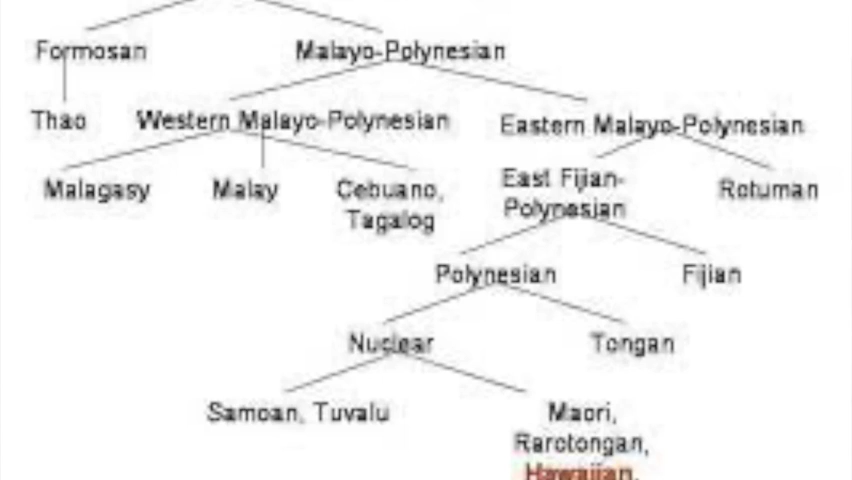 Formosan
Malayo-Polynesian
Thao
Western Malayo-Polynesian
Eastern Malayo-Polynesian
Malagasy
Malay
Cebuano,
Tagalog
East Fijian-
Polynesian
Rotuman
Polynesian
Fijian
Nuclear
Tongan
Samoan, Tuvalu
Maori,
Rarotongan,
Hawaiian,